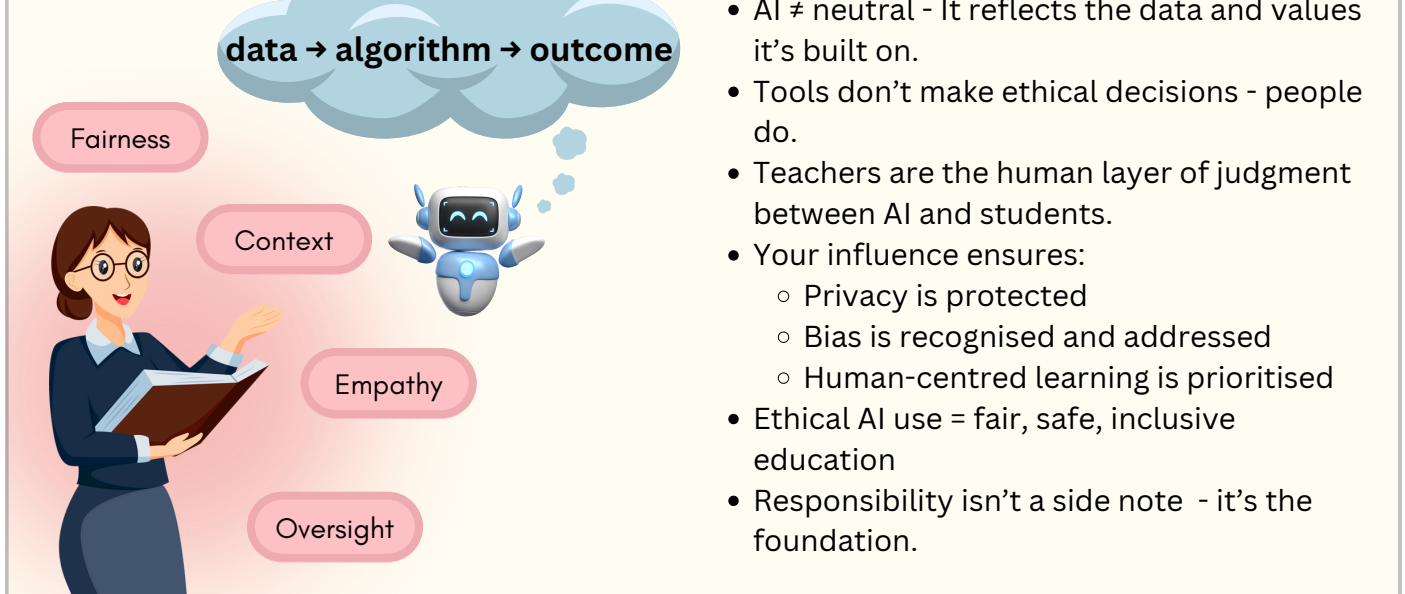 data → algorithm → outcome
Fairness
Context
Empathy
Oversight
• AI ≠ neutral - It reflects the data and values
it’s built on.
• Tools don’t make ethical decisions - people
do.
• Teachers are the human layer of judgment
between AI and students.
• Your influence ensures:
○ Privacy is protected
○ Bias is recognised and addressed
○ Human-centred learning is prioritised
• Ethical AI use = fair, safe, inclusive
education
• Responsibility isn’t a side note  - it’s the
foundation.